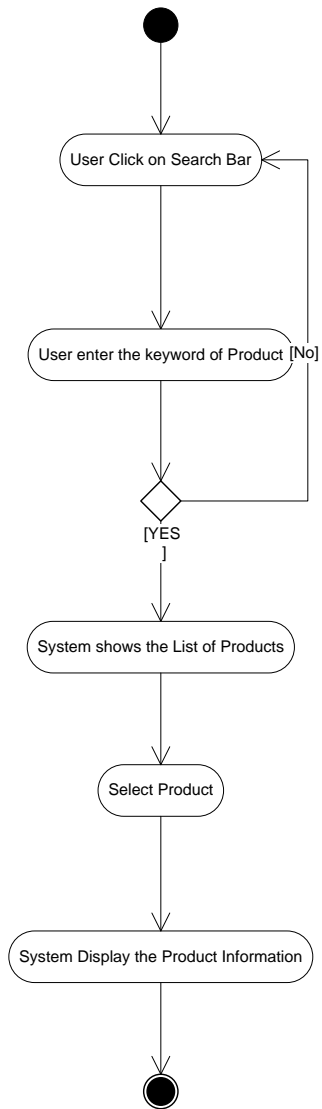 User Click on Search Bar
User enter the keyword of Product
[No]
[YES
]
System shows the List of Products
Select Product
System Display the Product Information